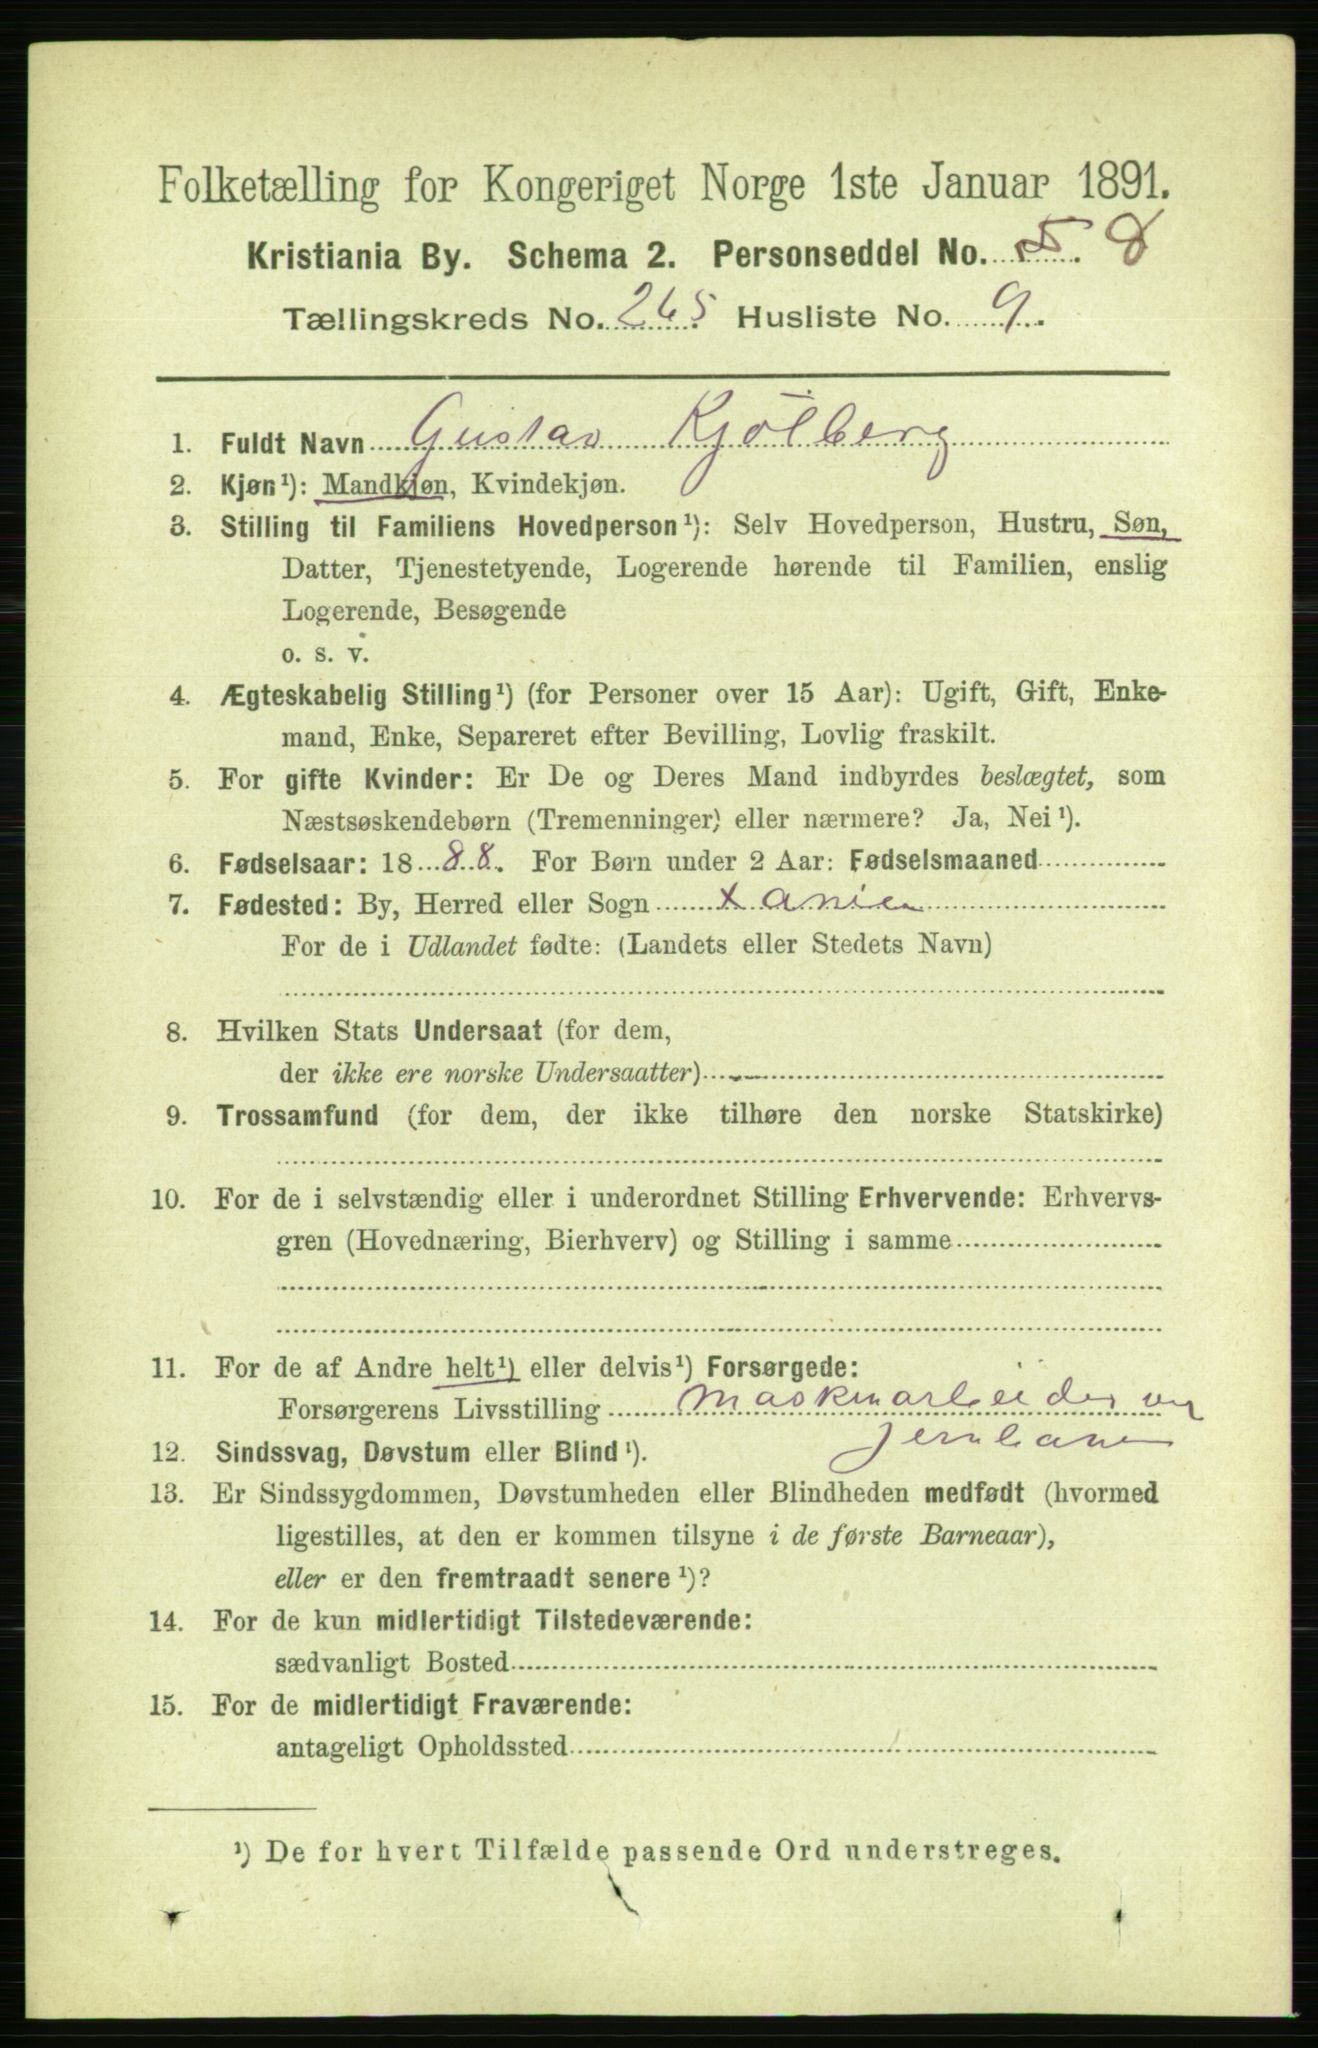 Folketælling for Kongeriget Norge 1ste Januar 1891.
Kristiania By. Schema 2. Personseddel No. 5. 8
Tællingskreds No. 265 Husliste No. 9.
1. Fuldt Navn Gustav Kjölberg
2. Kjøn¹): Mandkjøn, Kvindekjøn.
3. Stilling til Familiens Hovedperson¹): Selv Hovedperson, Hustru, Søn,
Datter, Tjenestetyende, Logerende hørende til Familien, enslig
Logerende, Besøgende
o. s. v.
4. Ægteskabelig Stilling¹) (for Personer over 15 Aar): Ugift, Gift, Enke-
mand, Enke, Separeret efter Bevilling, Lovlig fraskilt.
5. For gifte Kvinder: Er De og Deres Mand indbyrdes beslægtet, som
Næstsøskendebørn (Tremenninger) eller nærmere? Ja, Nei¹).
6. Fødselsaar: 1888. For Børn under 2 Aar: Fødselsmaaned
7. Fødested: By, Herred eller Sogn Xania
For de i Udlandet fødte: (Landets eller Stedets Navn)
8. Hvilken Stats Undersaat (for dem,
der ikke ere norske Undersaatter)
9. Trossamfund (for dem, der ikke tilhøre den norske Statskirke)
10. For de i selvstændig eller i underordnet Stilling Erhvervende: Erhvervs-
gren (Hovednæring, Bierhverv) og Stilling i samme
11. For de af Andre helt¹) eller delvis¹) Forsørgede:
Forsørgerens Livsstilling Maskinarbeider ved
Jernbane
12. Sindssvag, Døvstum eller Blind¹).
13. Er Sindssygdommen, Døvstumheden eller Blindheden medfødt (hvormed
ligestilles, at den er kommen tilsyne i de første Barneaar),
eller er den fremtraadt senere¹)?
14. For de kun midlertidigt Tilstedeværende:
sædvanligt Bosted
15. For de midlertidigt Fraværende:
antageligt Opholdssted
¹) De for hvert Tilfælde passende Ord understreges.